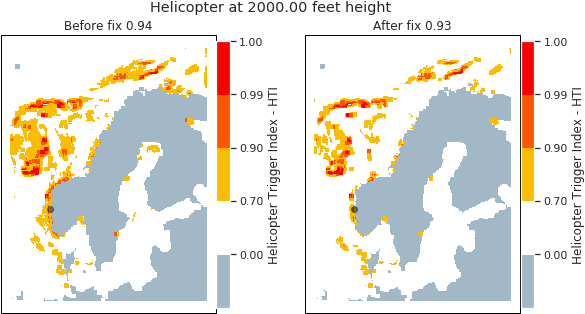 Helicopter at 2000.00 feet height
Before fix 0.94
After fix 0.93
1.00
0.99
0.90
0.70
0.00
Helicopter Trigger Index - HTI
1.00
0.99
0.90
0.70
0.00
Helicopter Trigger Index - HTI